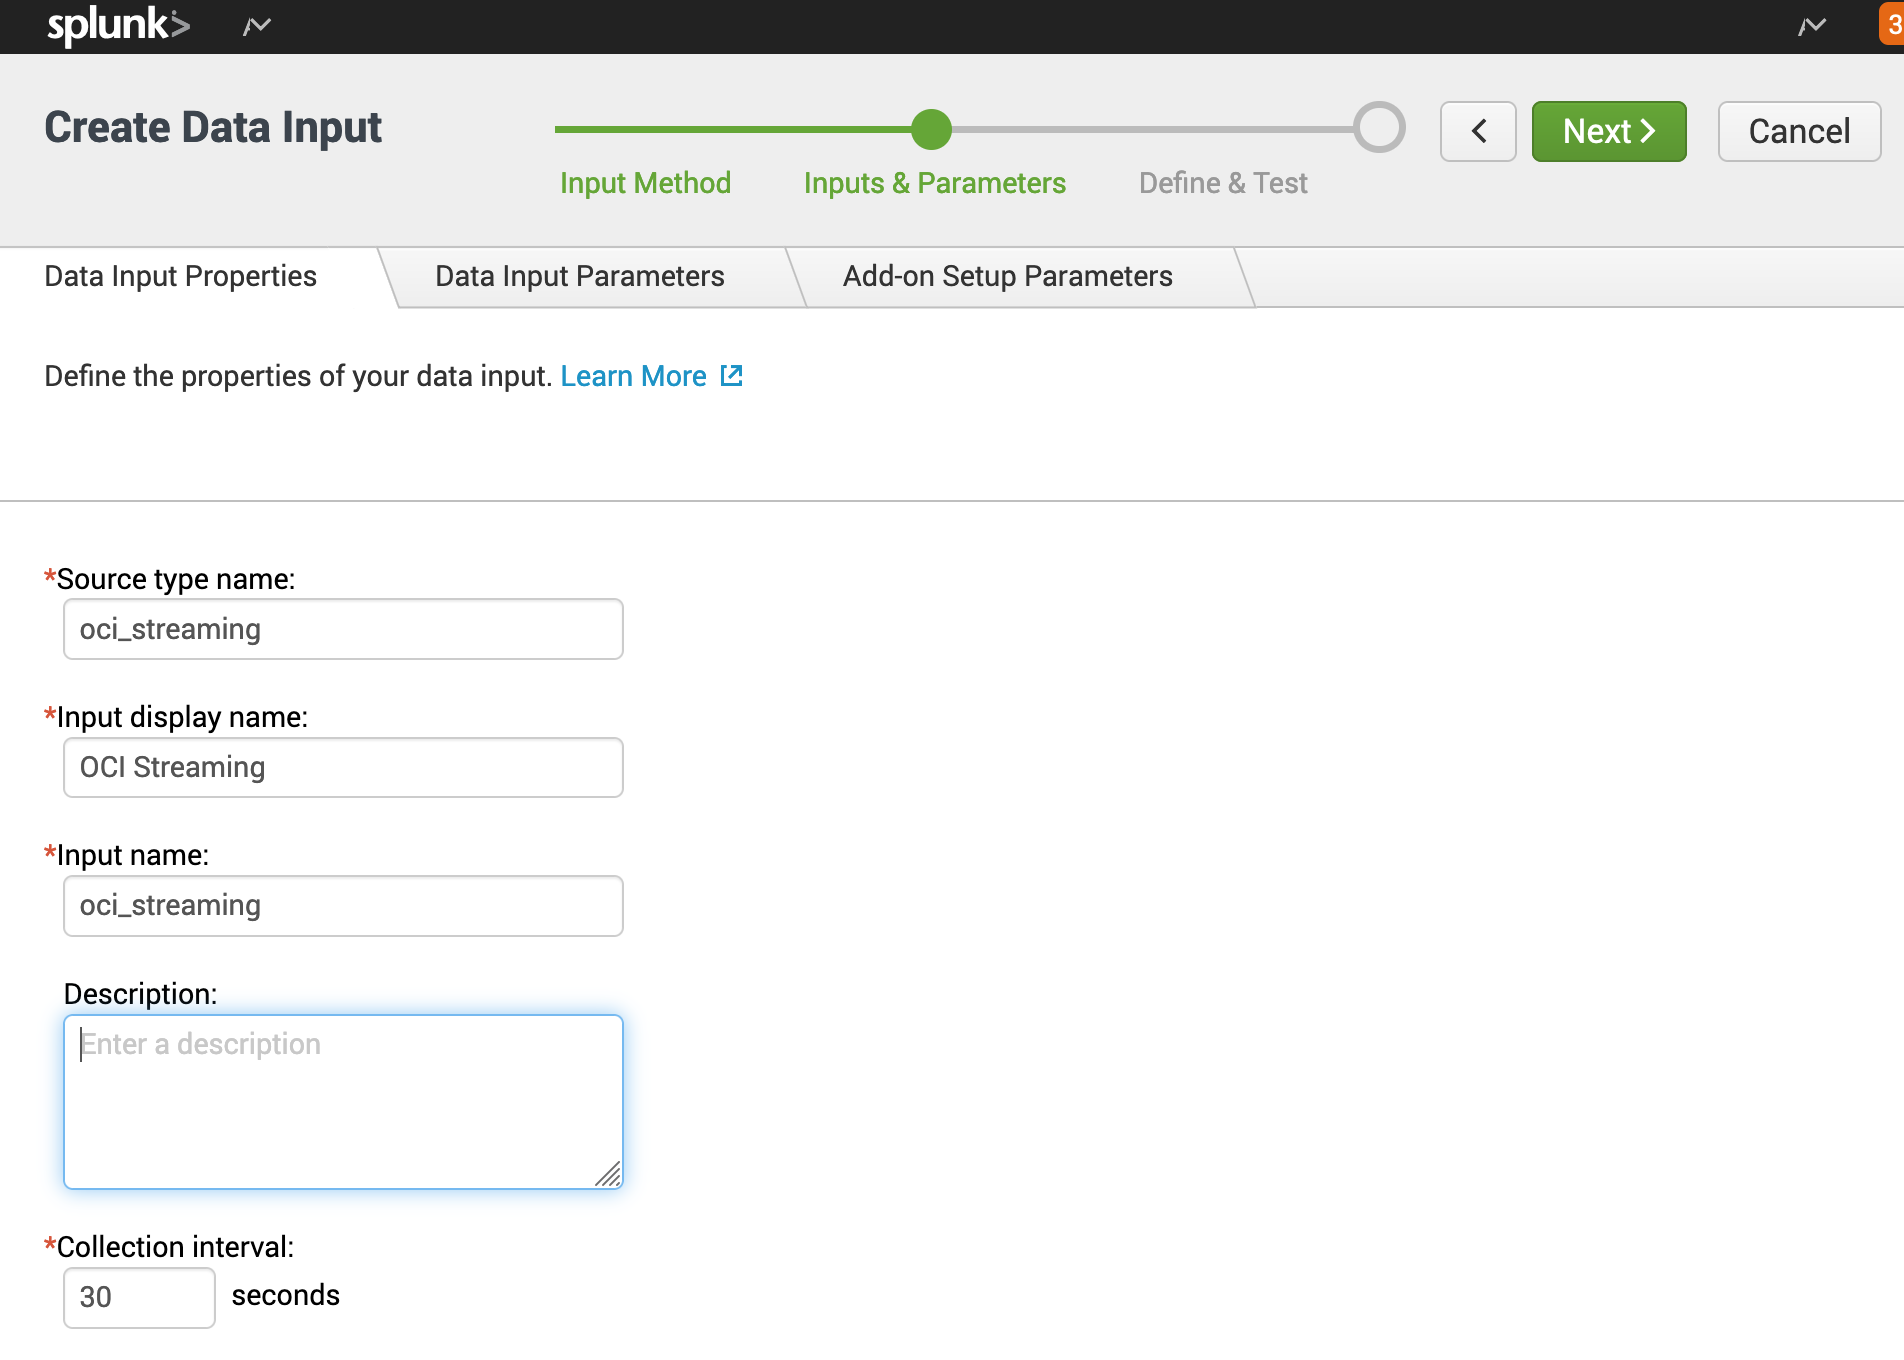 splunk>
3
Create Data Input
Next
Cancel
Input Method
Inputs & Parameters
Define & Test
Data Input Properties
Data Input Parameters
Add-on Setup Parameters
Define the properties of your data input. Learn More
*Source type name:
oci_streaming
*Input display name:
OCI Streaming
*Input name:
oci_streaming
Description:
Enter a description
*Collection interval:
30 seconds